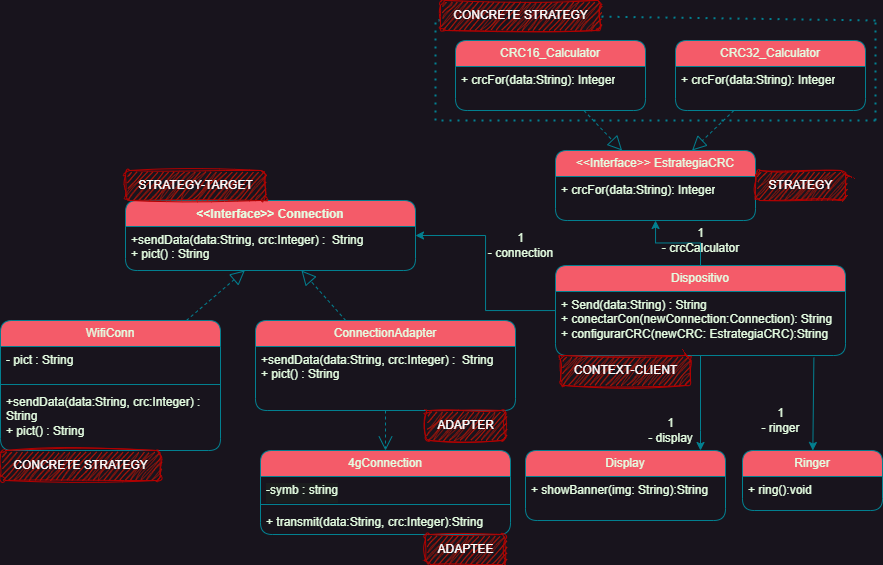 CONCRETE STRATEGY
CRC16_Calculator
+ crcFor(data:String): Integer
CRC32_Calculator
+ crcFor(data:String): Integer
<<Interface>> EstrategiaCRC
+ crcFor(data:String): Integer
STRATEGY
STRATEGY-TARGET
<<Interface>> Connection
+sendData(data:String, crc:Integer) : String
+ pict() : String
1
- connection
1
- crcCalculator
Dispositivo
+ Send(data:String) : String
+ conectarCon(newConnection:Connection): String
+ configurarCRC(newCRC: EstrategiaCRC):String
CONTEXT-CLIENT
WifiConn
- pict : String
+sendData(data:String, crc:Integer) :
String
+ pict() : String
CONCRETE STRATEGY
ConnectionAdapter
+sendData(data:String, crc:Integer) : String
+ pict() : String
ADAPTER
4gConnection
-symb : string
+ transmit(data:String, crc:Integer):String
ADAPTEE
1
- display
Display
+ showBanner(img: String):String
1
- ringer
Ringer
+ ring():void